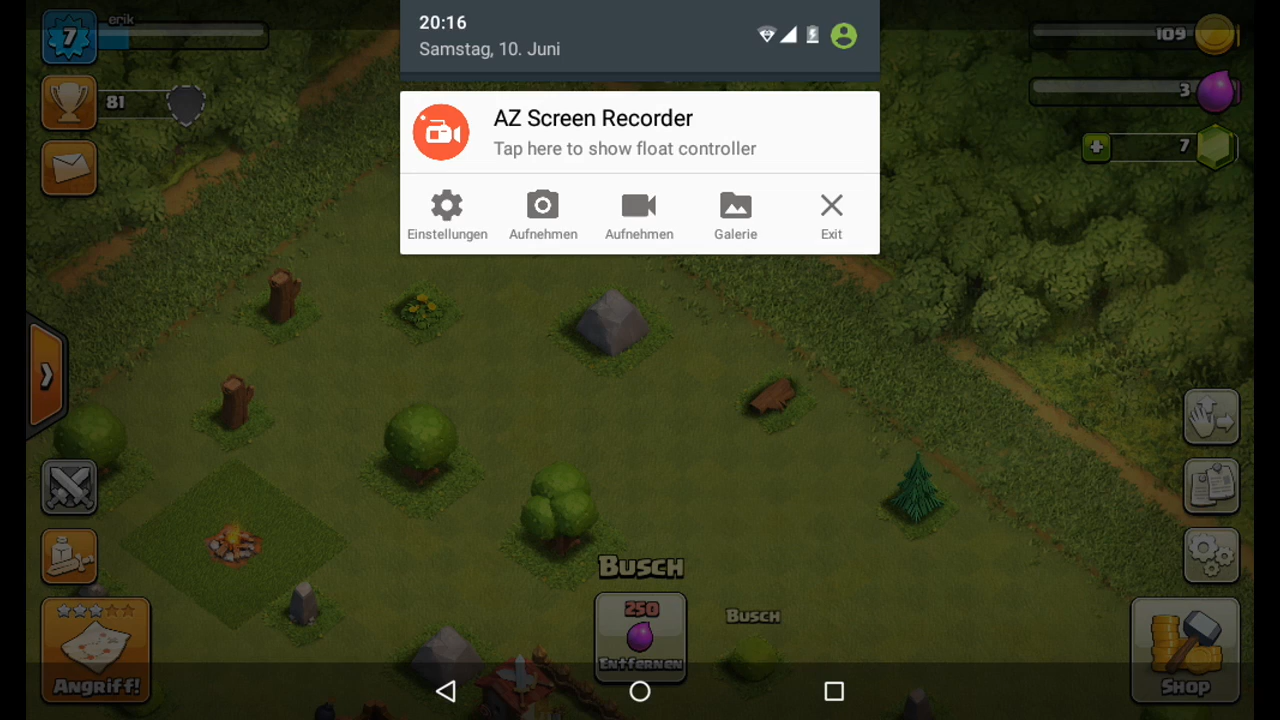 20:16
Samstag, 10. Juni
7
erik
109
81
3
7
AZ Screen Recorder
Tap here to show float controller
Einstellungen
Aufnehmen
Aufnehmen
Galerie
Exit
Busch
250
Entfernen
Busch
Angriff!
Shop